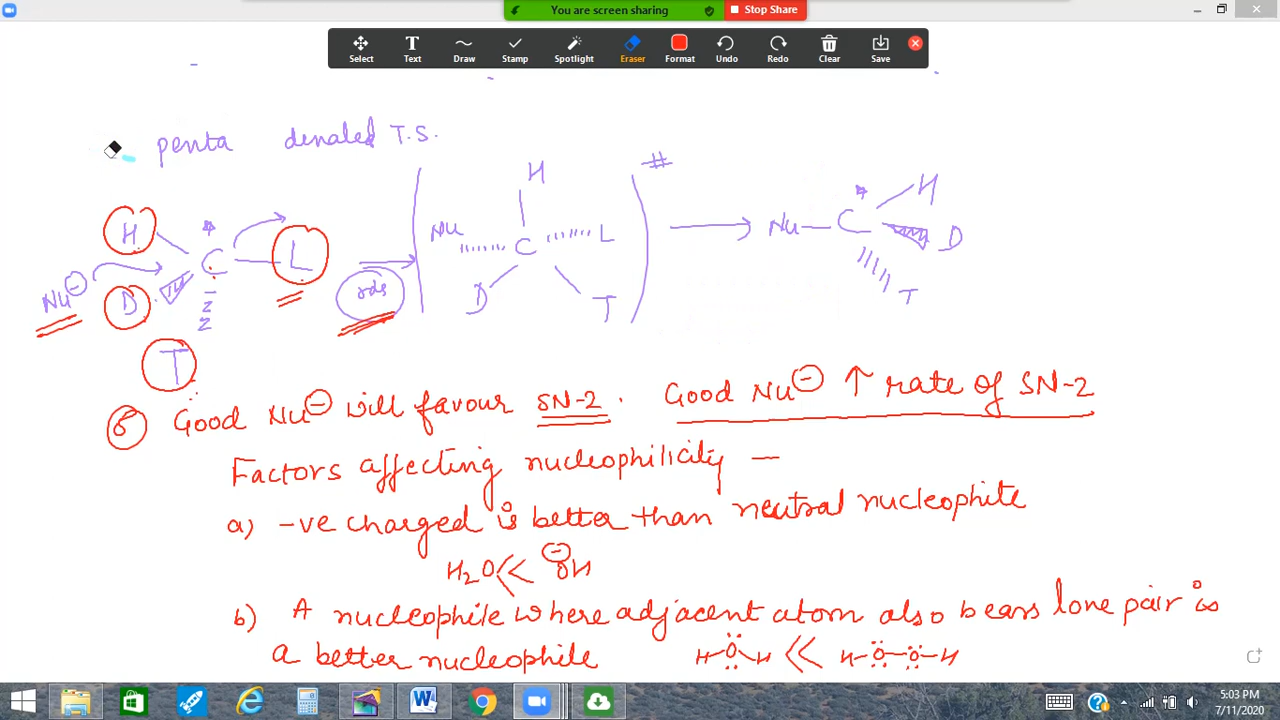 You are screen sharing Stop Share
Select Text Draw Stamp Spotlight Eraser Format Undo Redo Clear Save
penta denaled T.S.
H H
H * C L Nu C L # Nu C * H D
Nu⊖ D rds D T T
T
⑤ Good Nu⊖ will favour SN-2. Good Nu⊖ ↑ rate of SN-2
Factors affecting nucleophilicity —
a) -ve charged is better than neutral nucleophile
H2O << ⊖OH
b) A nucleophile where adjacent atom also bears lone pair is
a better nucleophile H-O-H << H-O-O-H
5:03 PM
7/11/2020